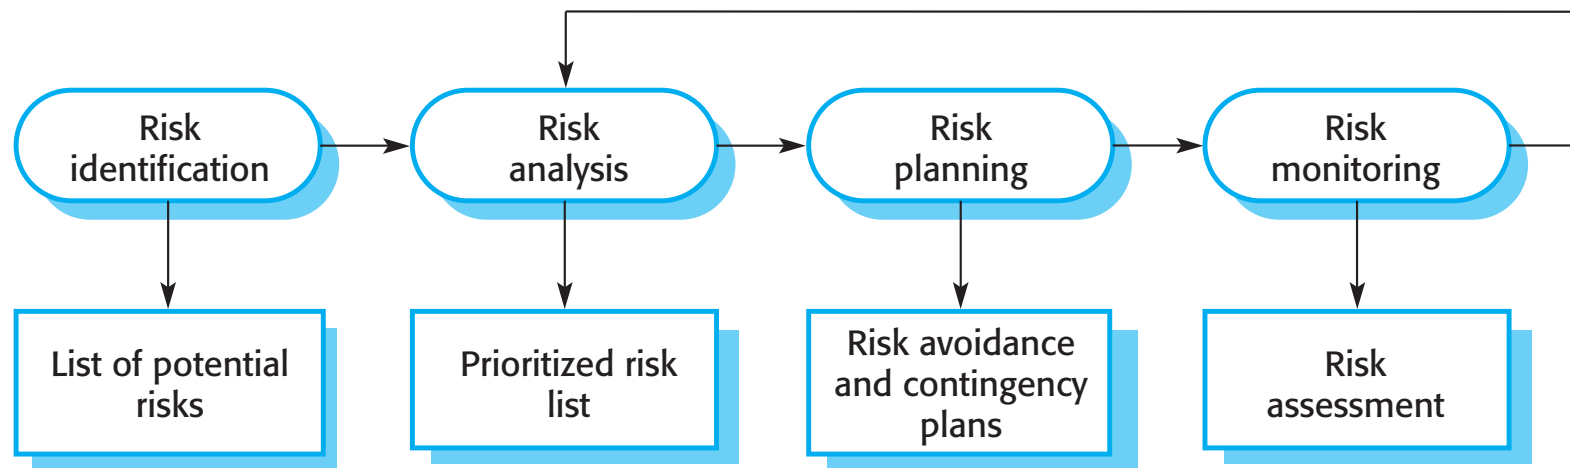 Risk
identification
Risk
analysis
Risk
planning
Risk
monitoring
List of potential
risks
Prioritized risk
list
Risk avoidance
and contingency
plans
Risk
assessment